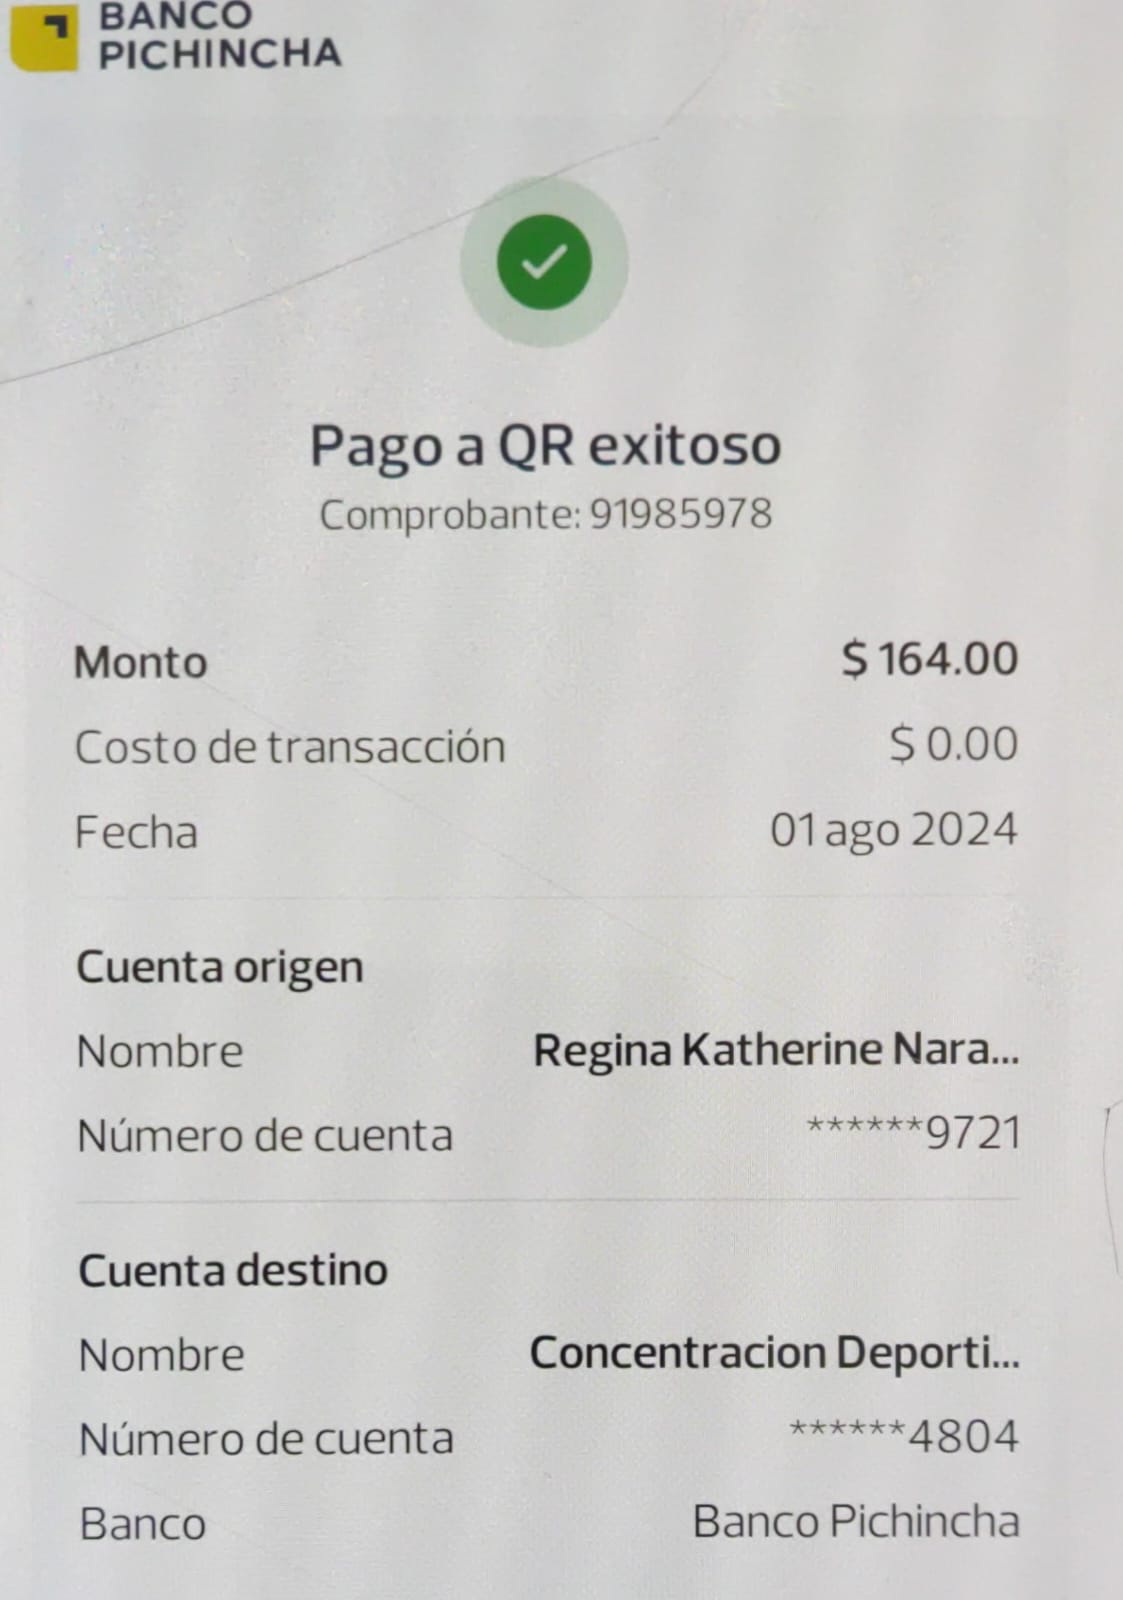 BANCO
PICHINCHA
Pago a QR exitoso
Comprobante: 91985978
Monto $ 164.00
Costo de transacción $ 0.00
Fecha 01 ago 2024
Cuenta origen
Nombre Regina Katherine Nara...
Número de cuenta ******9721
Cuenta destino
Nombre Concentracion Deporti...
Número de cuenta ******4804
Banco Banco Pichincha